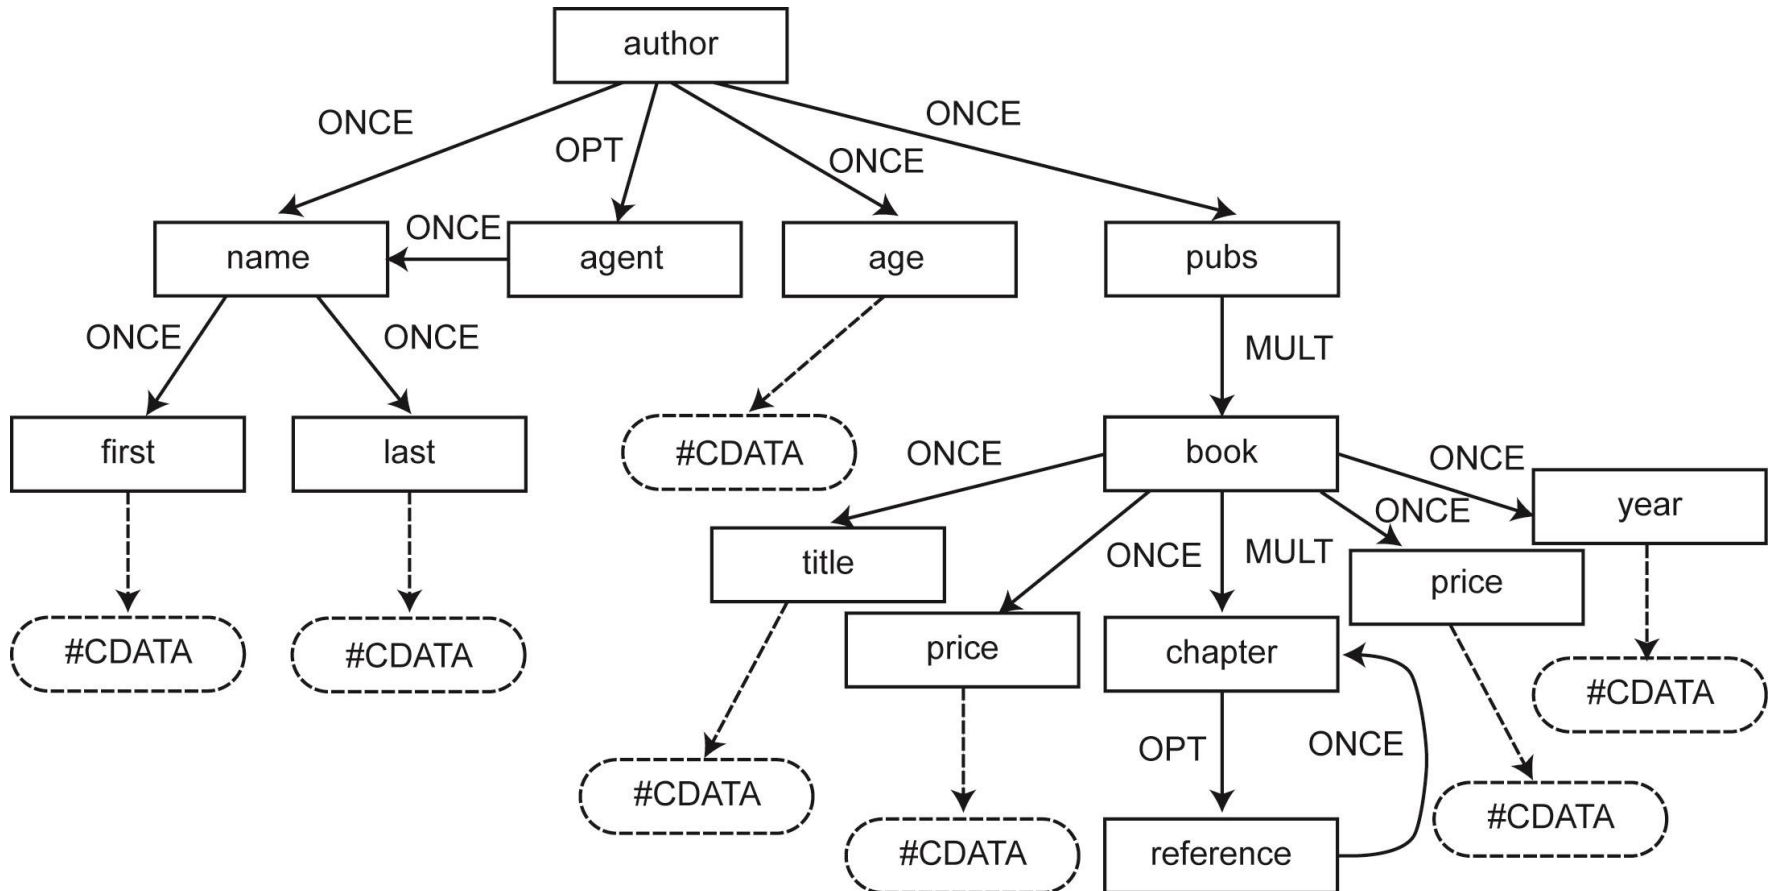 author
ONCE
OPT
ONCE
ONCE
name
ONCE
agent
age
pubs
ONCE
ONCE
MULT
first
last
#CDATA
ONCE
book
ONCE
year
title
ONCE
MULT
ONCE
price
#CDATA
#CDATA
price
chapter
#CDATA
#CDATA
OPT
ONCE
#CDATA
#CDATA
reference